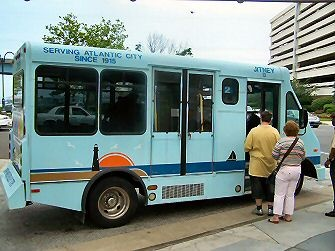 SERVING ATLANTIC CITY
SINCE 1915
JITNEY
2